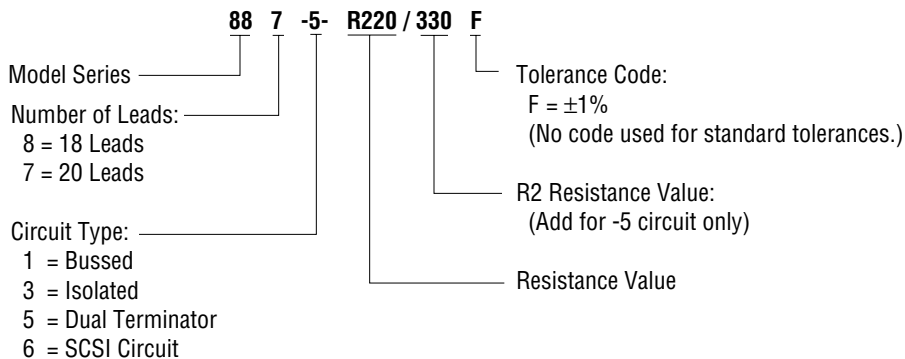 88 7 -5- R220 / 330 F
Model Series
Number of Leads:
8 = 18 Leads
7 = 20 Leads
Circuit Type:
1 = Bussed
3 = Isolated
5 = Dual Terminator
6 = SCSI Circuit
Tolerance Code:
F = ±1%
(No code used for standard tolerances.)
R2 Resistance Value:
(Add for -5 circuit only)
Resistance Value